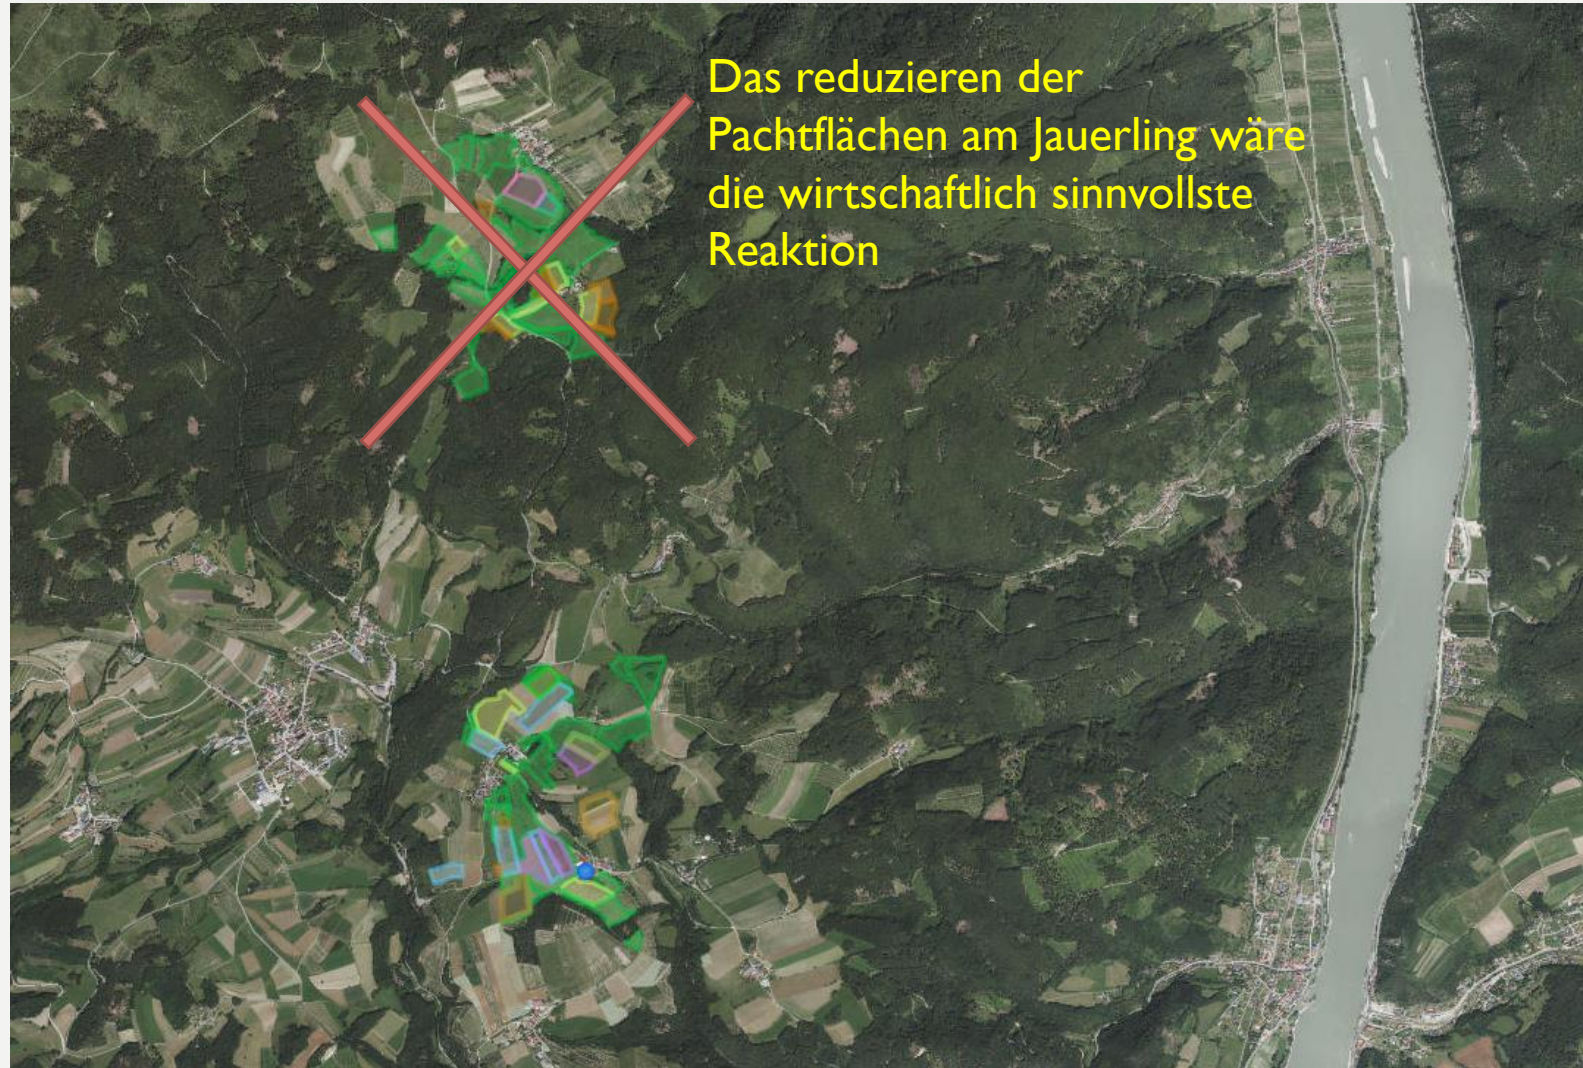 Das reduzieren der
Pachtflächen am Jauerling wäre
die wirtschaftlich sinnvollste
Reaktion